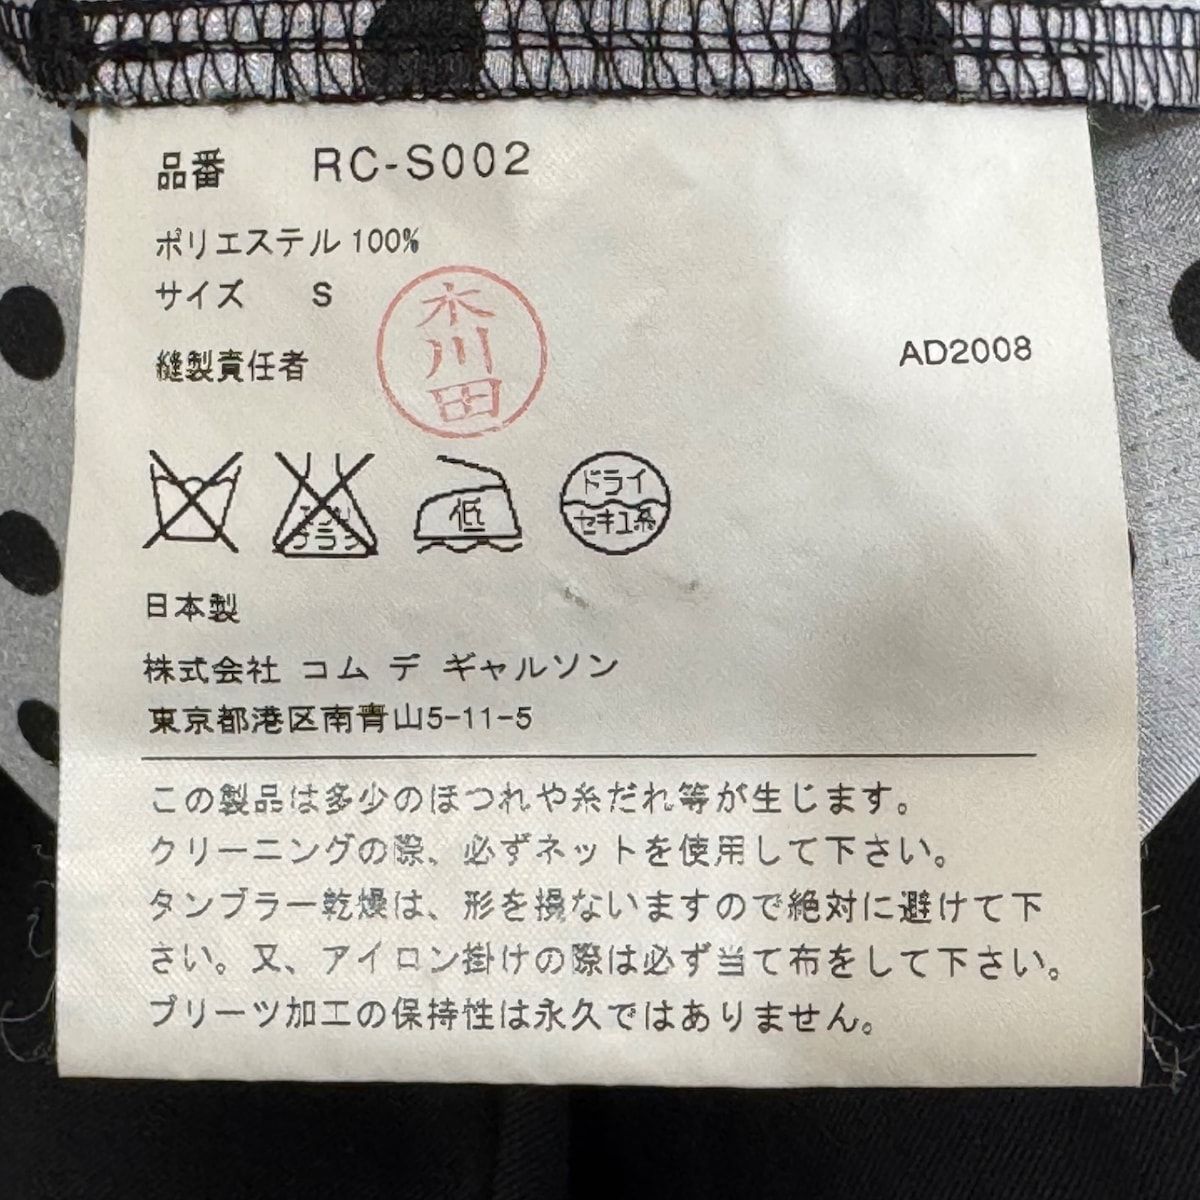 品番 RC-S002
ポリエステル 100%
サイズ S
縫製責任者
川田
AD2008
低
ドライ
セキユ系
日本製
株式会社 コム デ ギャルソン
東京都港区南青山5-11-5
この製品は多少のほつれや糸だれ等が生じます。
クリーニングの際、必ずネットを使用して下さい。
タンブラー乾燥は、形を損ないますので絶対に避けて下
さい。又、アイロン掛けの際は必ず当て布をして下さい。
プリーツ加工の保持性は永久ではありません。